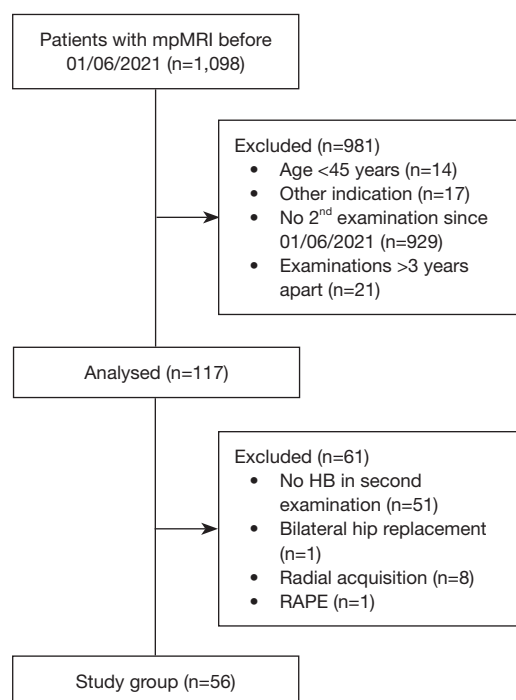 Patients with mpMRI before
01/06/2021 (n=1,098)
Excluded (n=981)
• Age <45 years (n=14)
• Other indication (n=17)
• No 2nd examination since
01/06/2021 (n=929)
• Examinations >3 years
apart (n=21)
Analysed (n=117)
Excluded (n=61)
• No HB in second
examination (n=51)
• Bilateral hip replacement
(n=1)
• Radial acquisition (n=8)
• RAPE (n=1)
Study group (n=56)